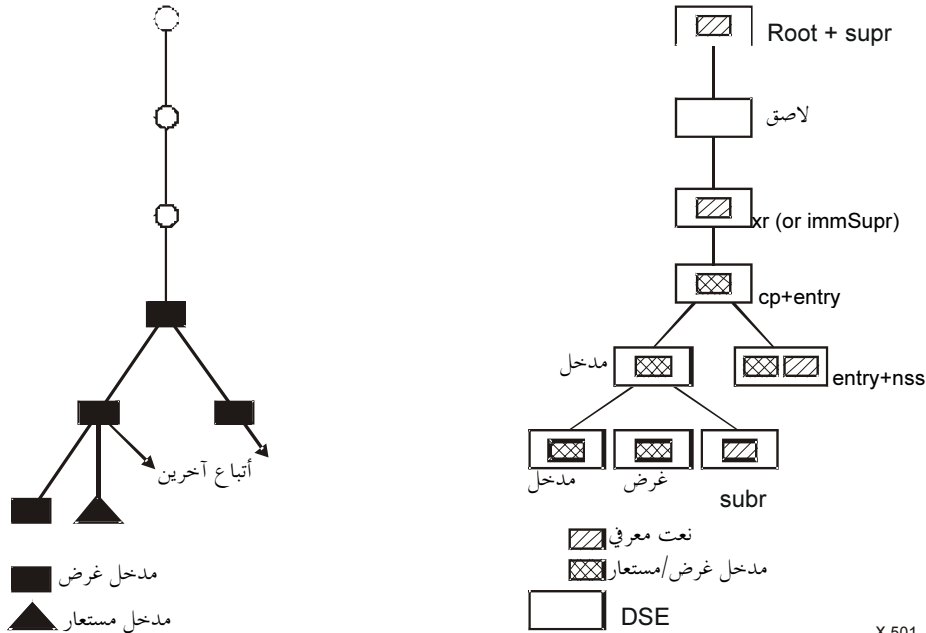 Root + supr
لاصق
xr (or immSupr)
cp+entry
مدخل
entry+nss
أتباع آخرين
مدخل
غرض
subr
نعت معرفي
مدخل غرض
مدخل غرض/مستعار
مدخل مستعار
DSE
X.501